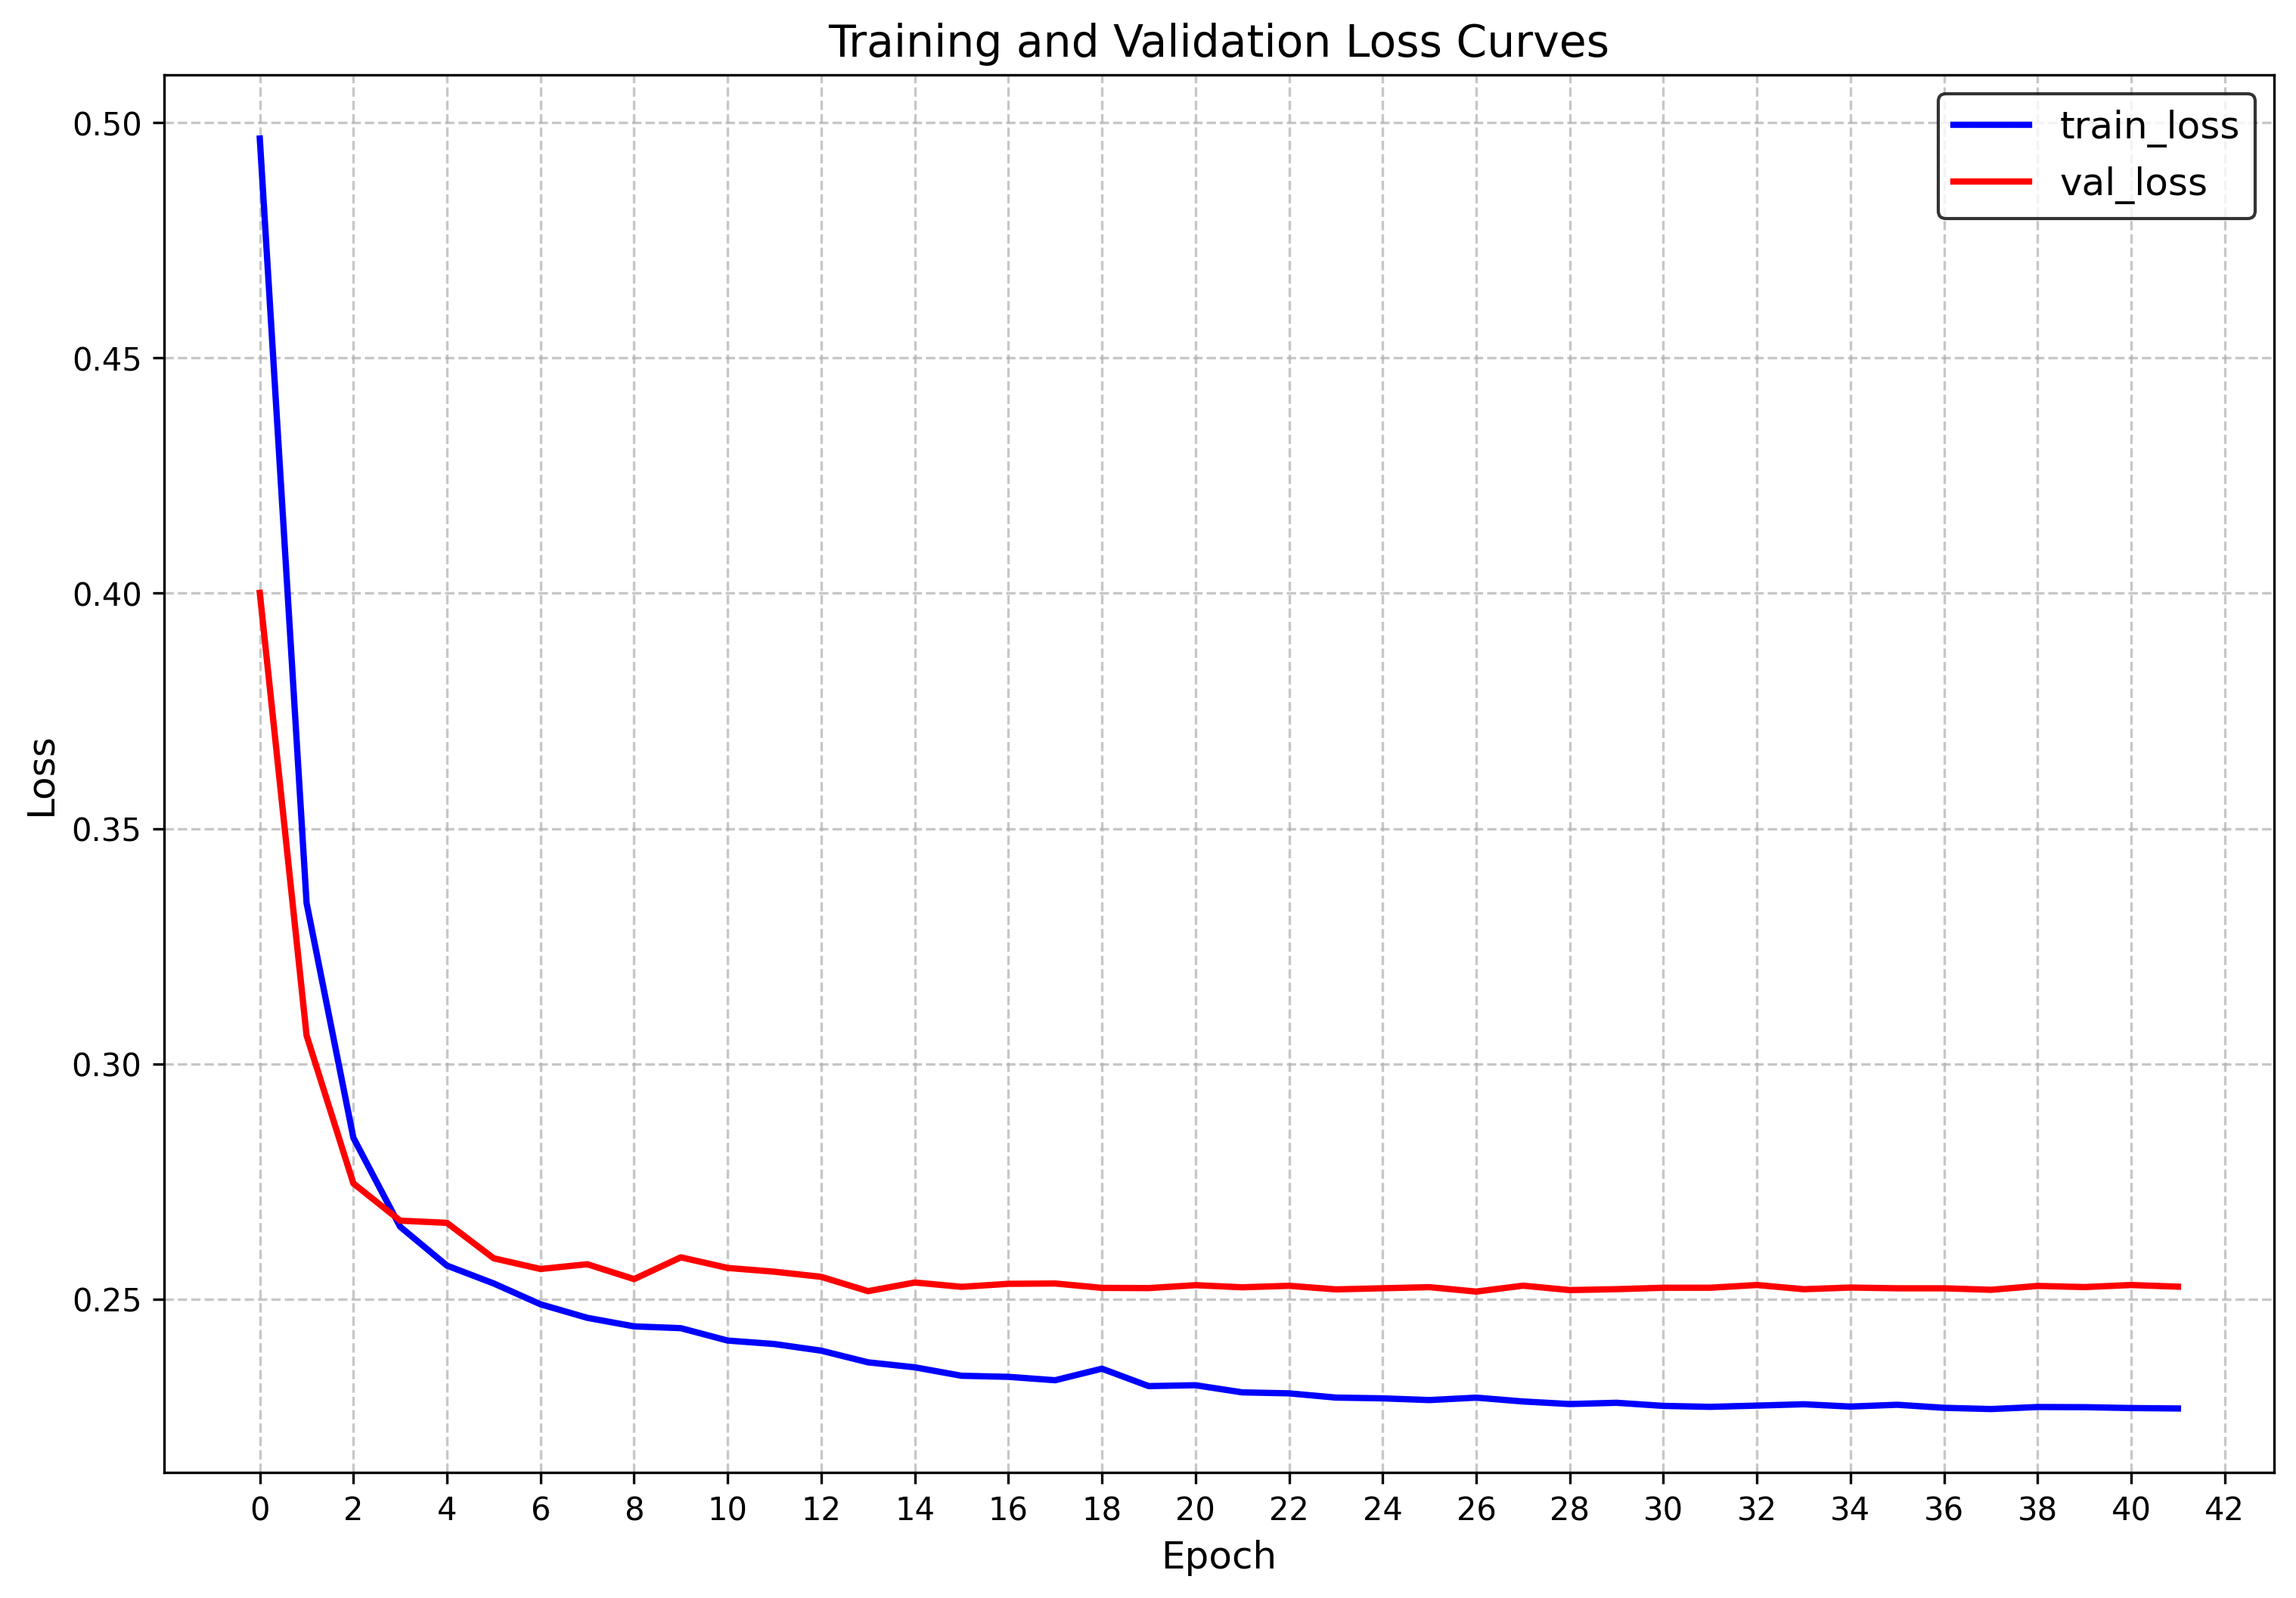 Training and Validation Loss Curves
train_loss
val_loss
0.50
0.45
0.40
0.35
0.30
0.25
Loss
0 2 4 6 8 10 12 14 16 18 20 22 24 26 28 30 32 34 36 38 40 42
Epoch